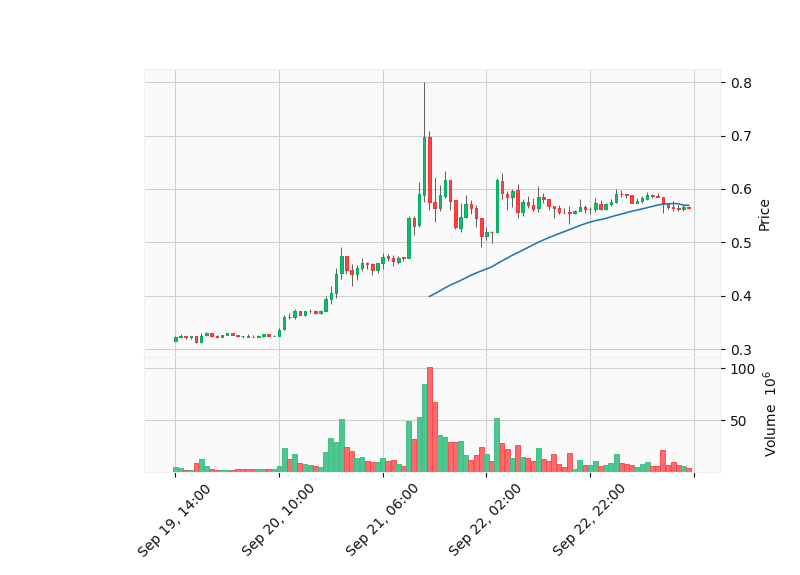 0.8
0.7
0.6
0.5
0.4
0.3
Price
100
50
Volume 10^6
Sep 19, 14:00
Sep 20, 10:00
Sep 21, 06:00
Sep 22, 02:00
Sep 22, 22:00